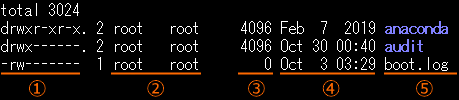 total 3024
drwxr-xr-x. 2 root root 4096 Feb 7 2019 anaconda
drwx------. 2 root root 4096 Oct 30 00:40 audit
-rw------- 1 root root 0 Oct 3 03:29 boot.log
① ② ③ ④ ⑤